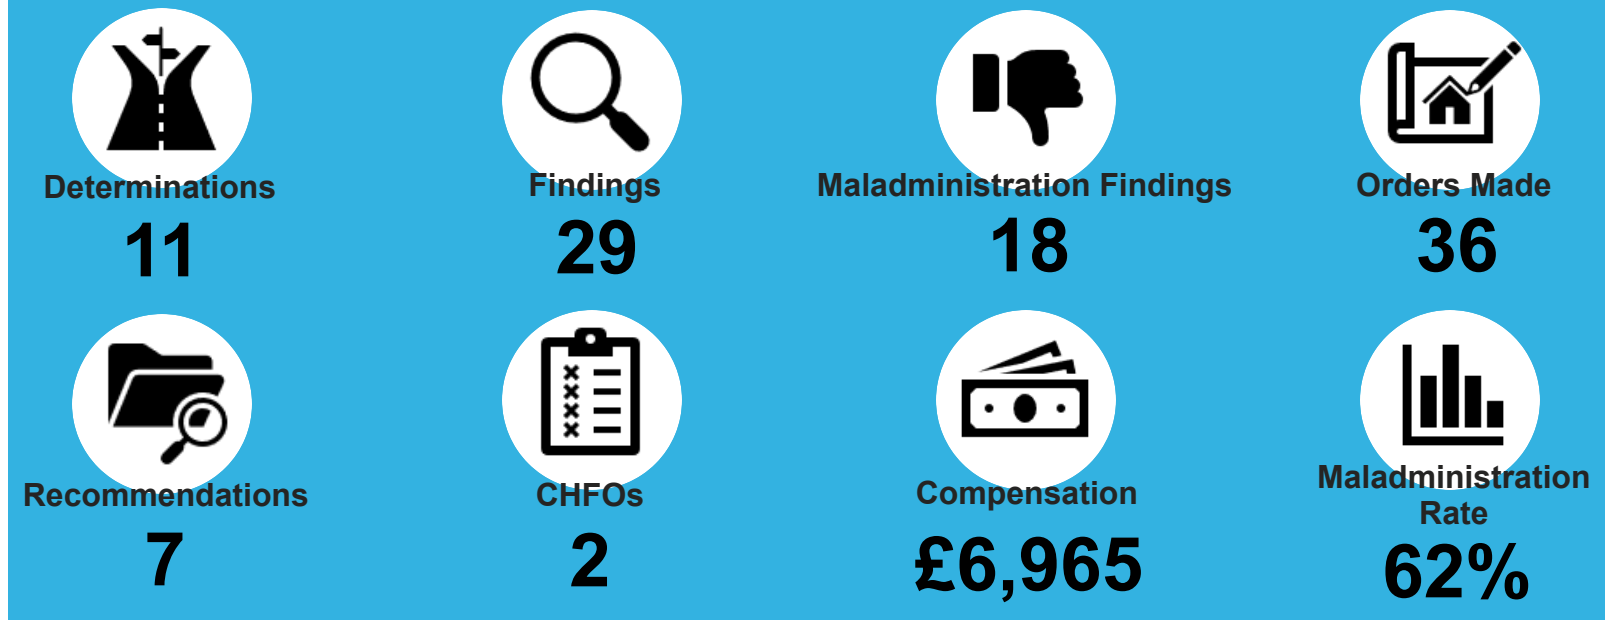 Determinations
11
Findings
29
Maladministration Findings
18
Orders Made
36
Recommendations
7
CHFOs
2
Compensation
£6,965
Maladministration
Rate
62%